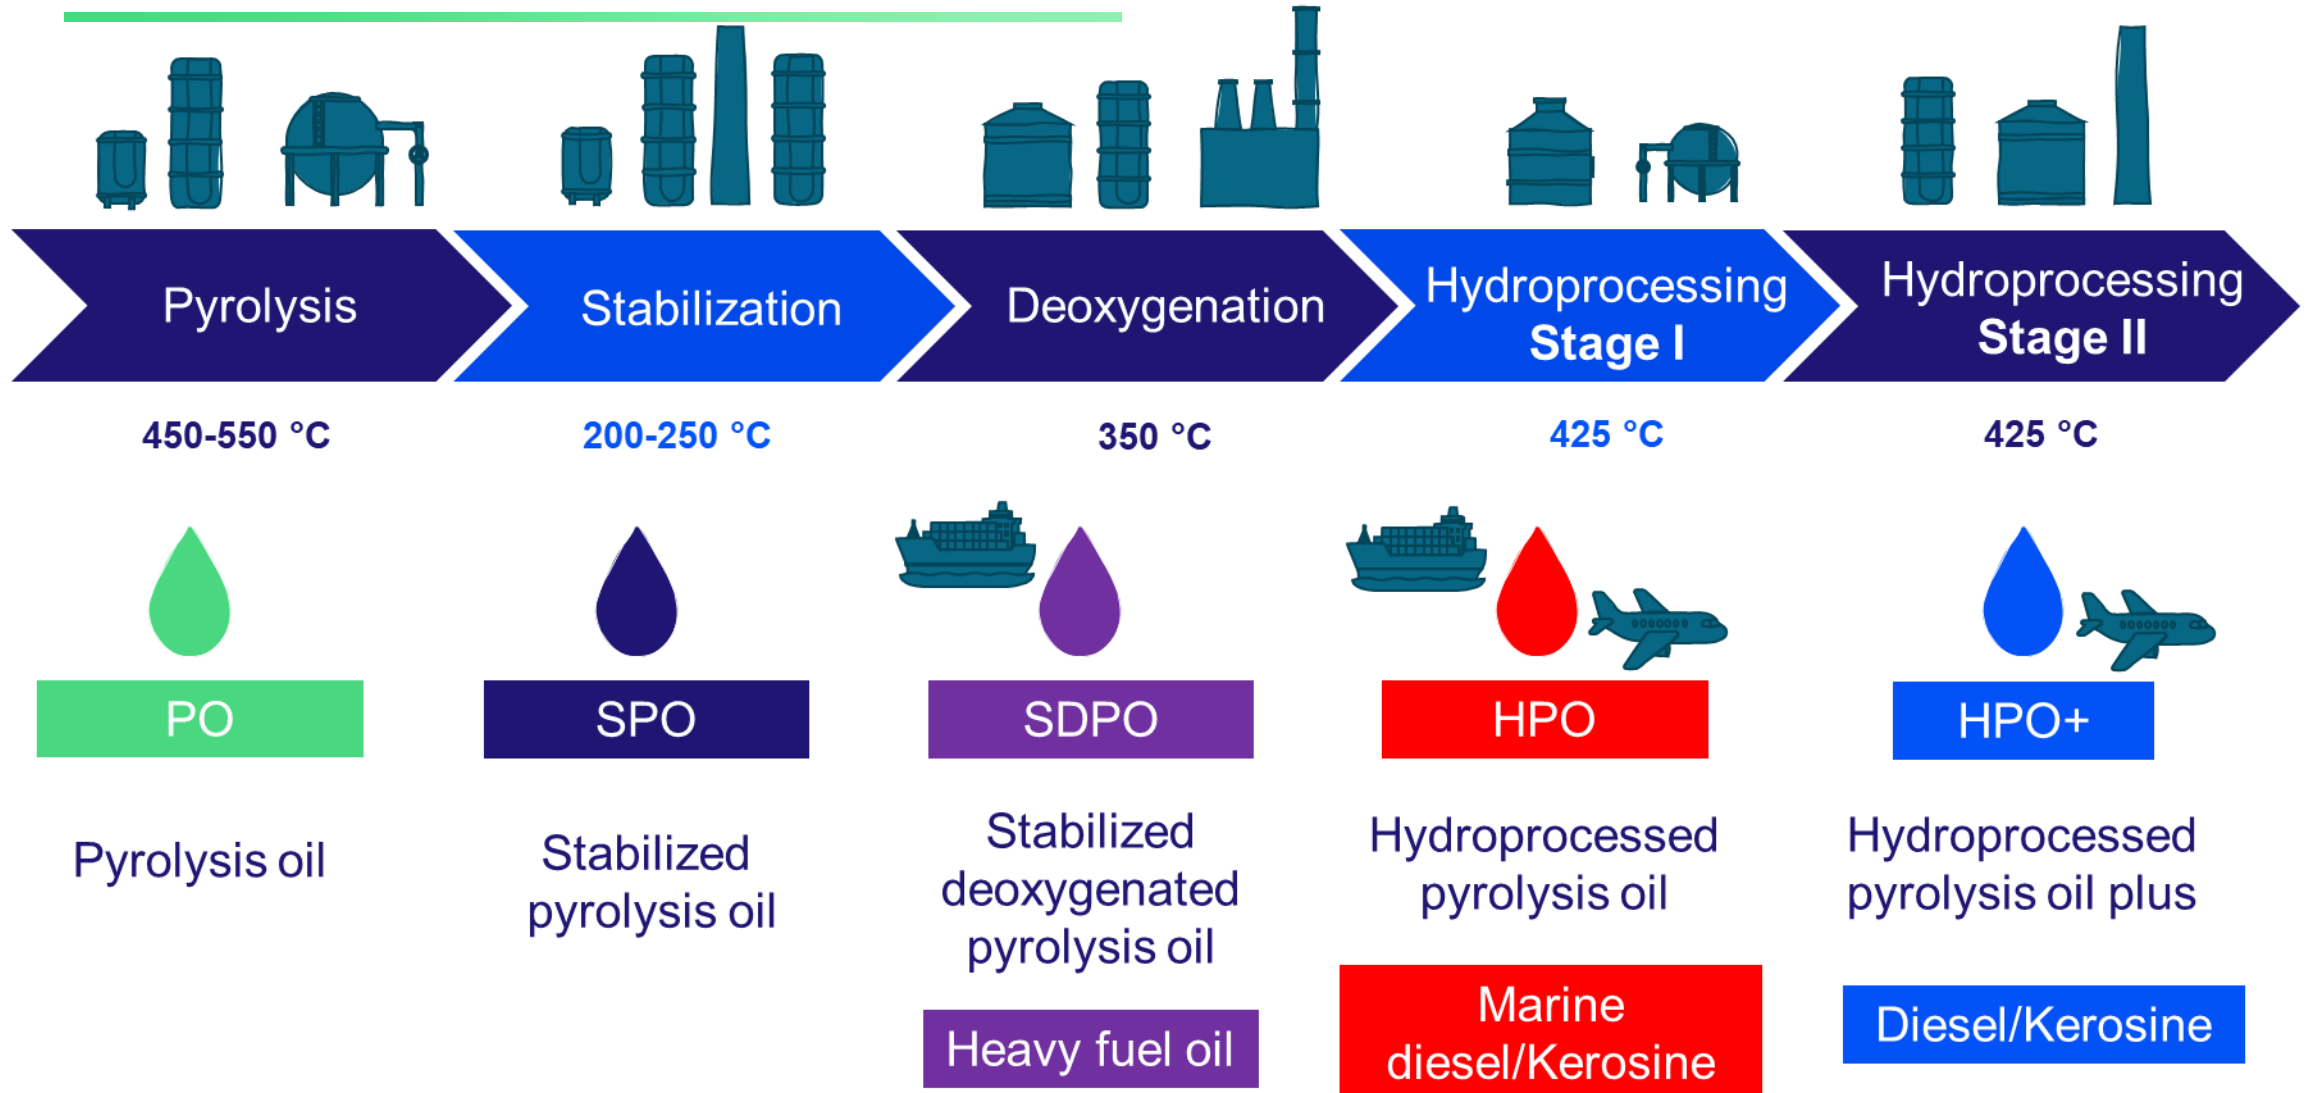 Pyrolysis
Stabilization
Deoxygenation
Hydroprocessing
Stage I
Hydroprocessing
Stage II
450-550 °C
200-250 °C
350 °C
425 °C
425 °C
PO
SPO
SDPO
HPO
HPO+
Pyrolysis oil
Stabilized
pyrolysis oil
Stabilized
deoxygenated
pyrolysis oil
Hydroprocessed
pyrolysis oil
Hydroprocessed
pyrolysis oil plus
Heavy fuel oil
Marine
diesel/Kerosine
Diesel/Kerosine